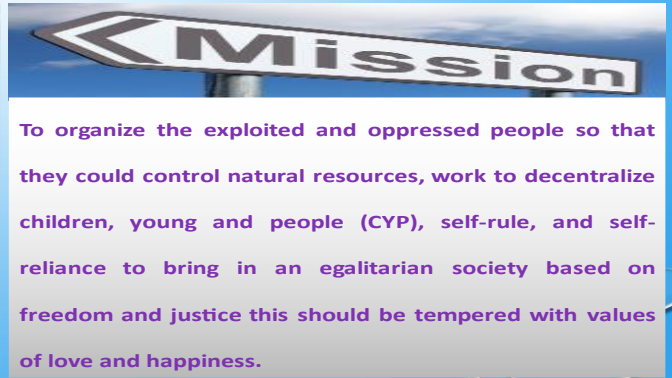 Mission
To organize the exploited and oppressed people so that
they could control natural resources, work to decentralize
children, young and people (CYP), self-rule, and self-
reliance to bring in an egalitarian society based on
freedom and justice this should be tempered with values
of love and happiness.